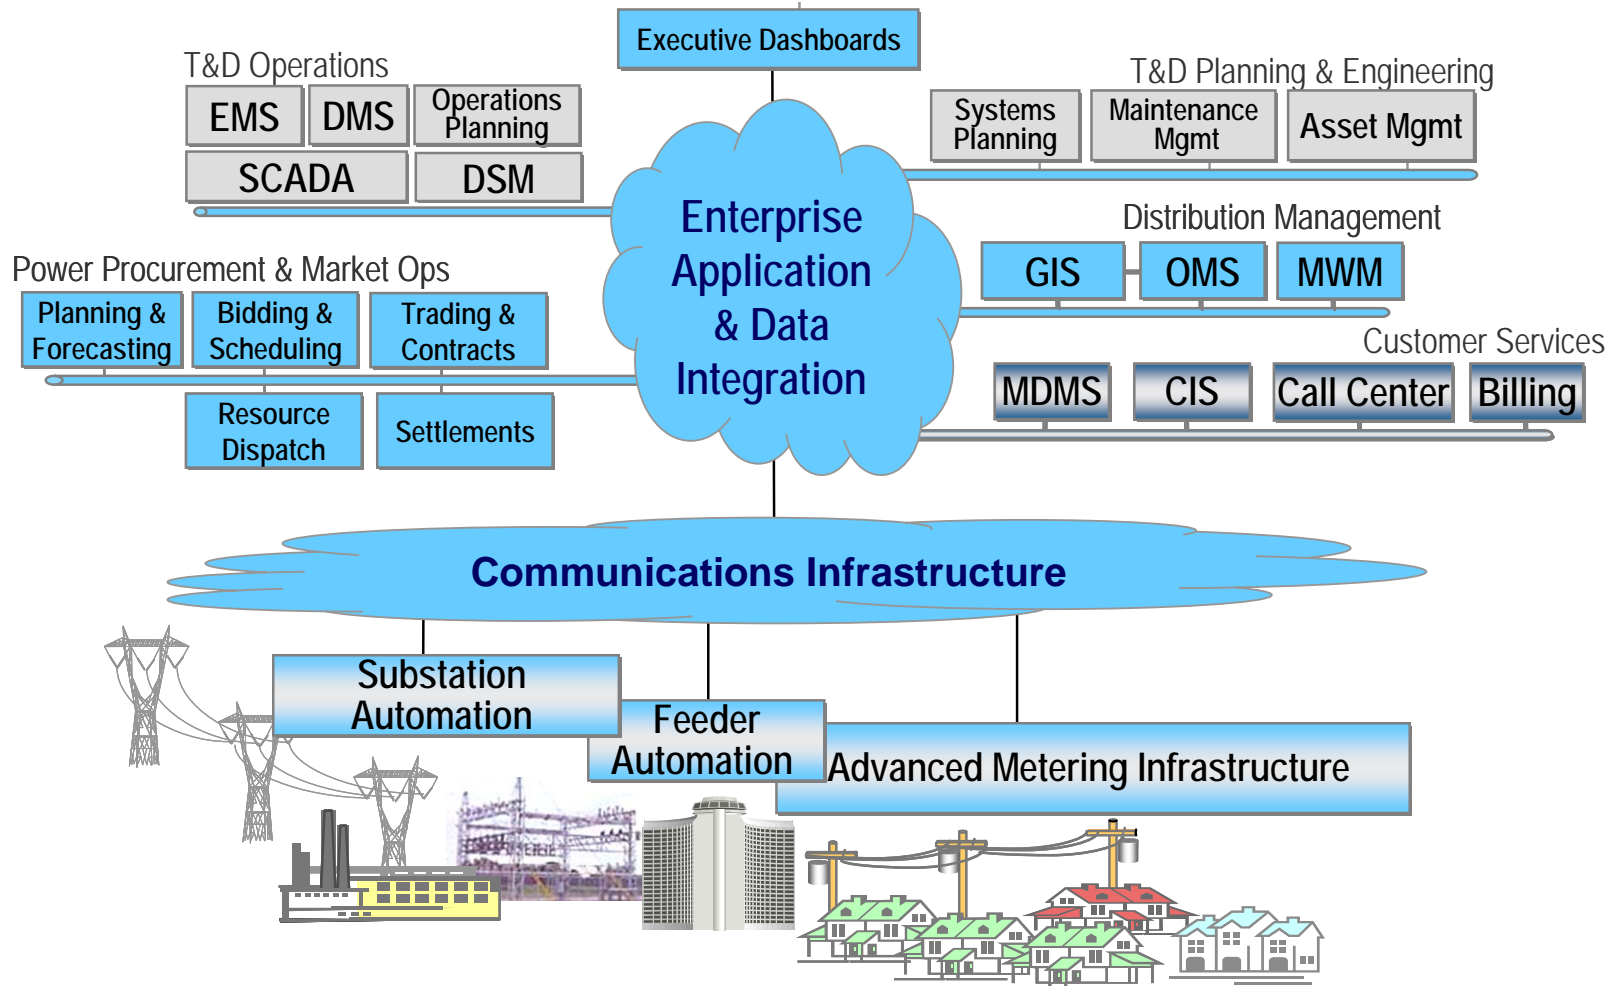 Executive Dashboards
T&D Operations
EMS
DMS
Operations
Planning
SCADA
DSM
T&D Planning & Engineering
Systems
Planning
Maintenance
Mgmt
Asset Mgmt
Enterprise
Application
& Data
Integration
Distribution Management
GIS
OMS
MWM
Power Procurement & Market Ops
Planning &
Forecasting
Bidding &
Scheduling
Trading &
Contracts
Resource
Dispatch
Settlements
Customer Services
MDMS
CIS
Call Center
Billing
Communications Infrastructure
Substation
Automation
Feeder
Automation
Advanced Metering Infrastructure